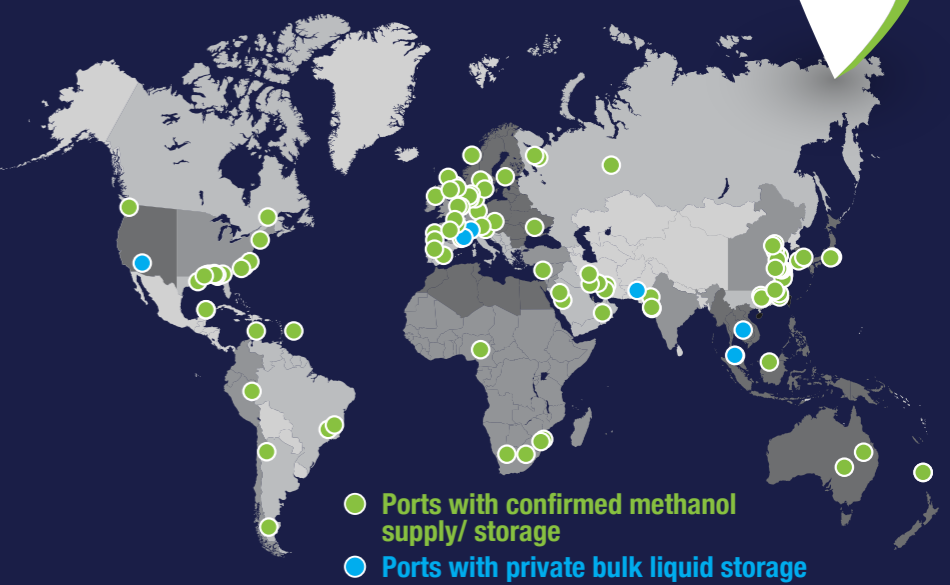 Ports with confirmed methanol
supply/ storage
Ports with private bulk liquid storage